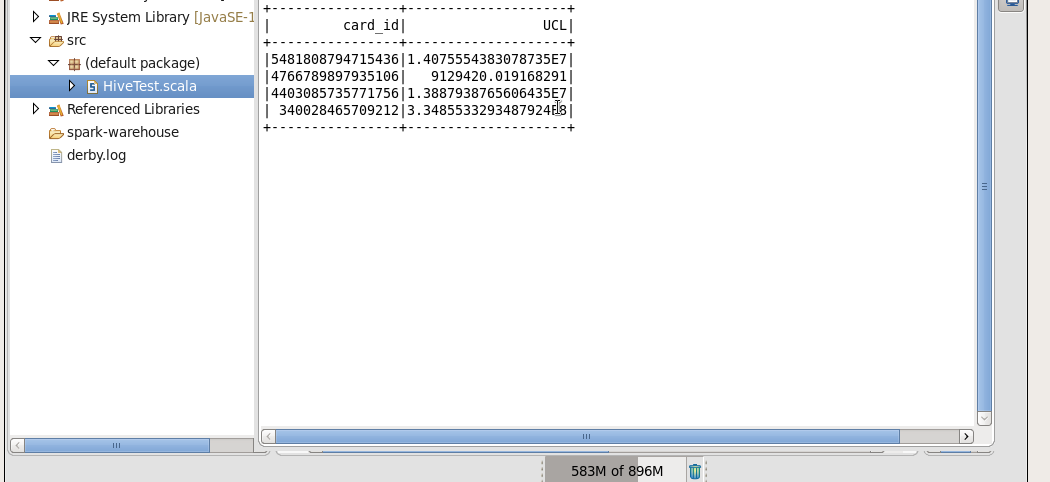 JRE System Library [JavaSE-1
src
(default package)
HiveTest.scala
Referenced Libraries
spark-warehouse
derby.log
+----------------+--------------------+
|         card_id|                 UCL|
+----------------+--------------------+
|5481808794715436|1.4075554383078735E7|
|4766789897935106|   9129420.019168291|
|4403085735771756|1.3887938765606435E7|
| 340028465709212|3.3485533293487924E8|
+----------------+--------------------+
583M of 896M